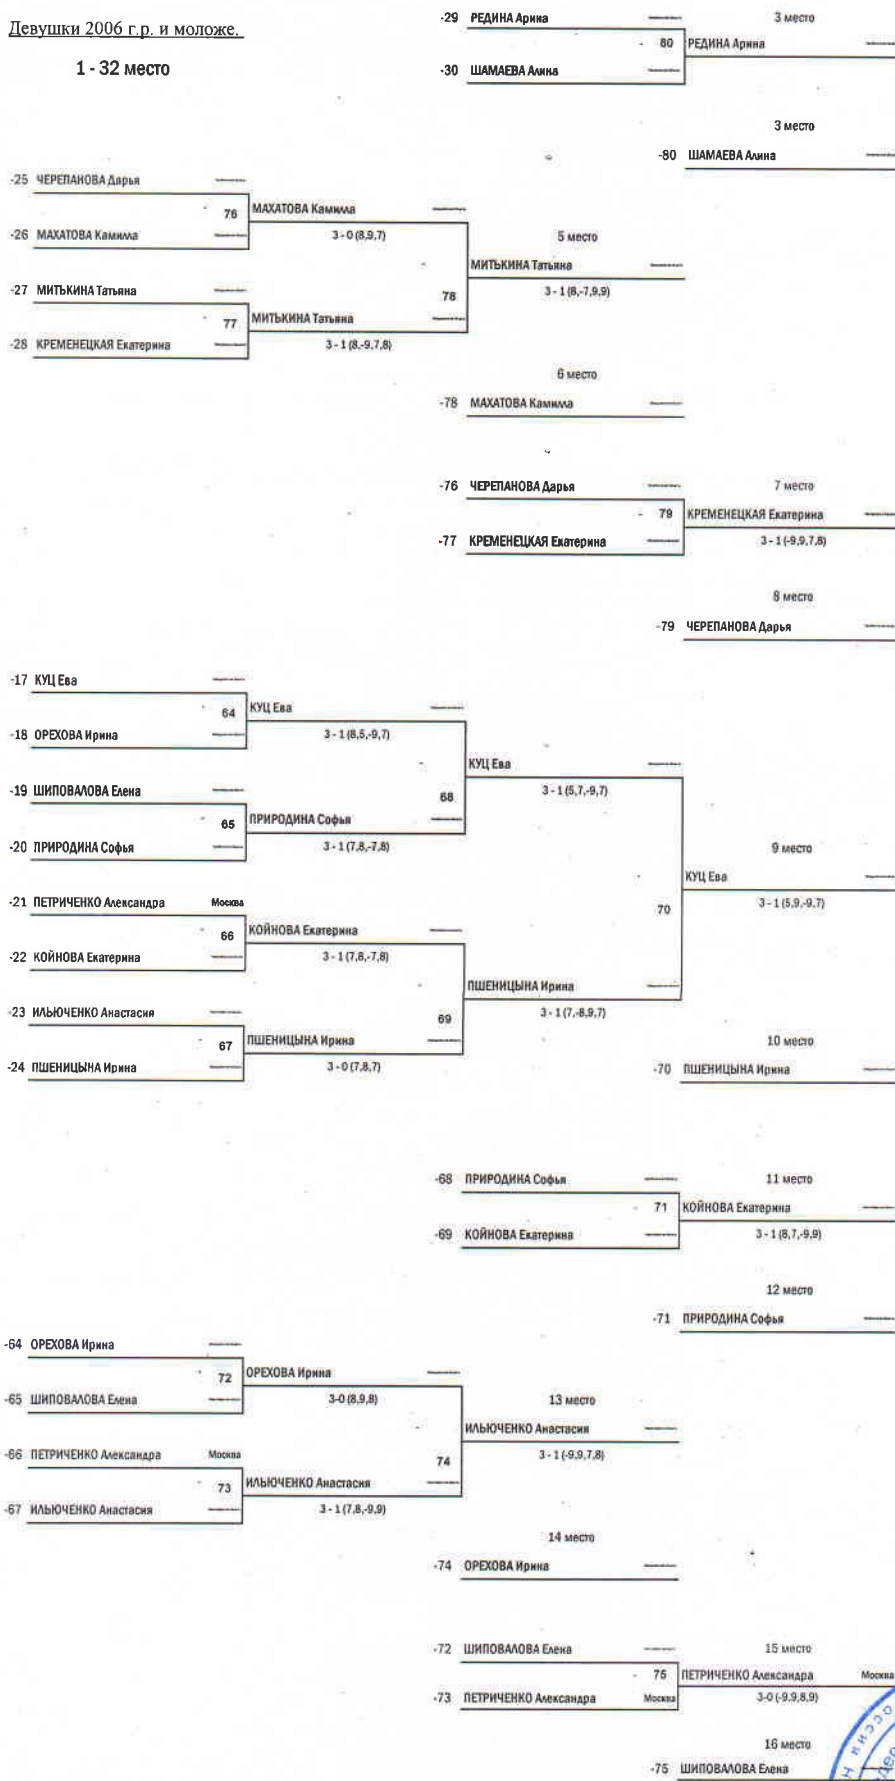 Девушки 2006 г.р. и моложе.
1 - 32 место
-29 РЕДИНА Арина
3 место
80 РЕДИНА Арина
-30 ШАМАЕВА Алина
3 место
-80 ШАМАЕВА Алина
-25 ЧЕРЕПАНОВА Дарья
76 МАХАТОВА Камилла
-26 МАХАТОВА Камилла
3 - 0 (8,9,7)
5 место
МИТЬКИНА Татьяна
-27 МИТЬКИНА Татьяна
78
3 - 1 (8,-7,9,9)
77 МИТЬКИНА Татьяна
-28 КРЕМЕНЕЦКАЯ Екатерина
3 - 1 (8,-9,7,8)
6 место
-78 МАХАТОВА Камилла
-76 ЧЕРЕПАНОВА Дарья
7 место
79 КРЕМЕНЕЦКАЯ Екатерина
-77 КРЕМЕНЕЦКАЯ Екатерина
3 - 1 (-9,9,7,8)
8 место
-79 ЧЕРЕПАНОВА Дарья
-17 КУЦ Ева
64 КУЦ Ева
-18 ОРЕХОВА Ирина
3 - 1 (8,5,-9,7)
КУЦ Ева
-19 ШИПОВАЛОВА Елена
68
3 - 1 (5,7,-9,7)
65 ПРИРОДИНА Софья
-20 ПРИРОДИНА Софья
3 - 1 (7,8,-7,8)
9 место
КУЦ Ева
-21 ПЕТРИЧЕНКО Александра Москва
70
3 - 1 (5,9,-9,7)
66 КОЙНОВА Екатерина
-22 КОЙНОВА Екатерина
3 - 1 (7,8,-7,8)
ПШЕНИЦЫНА Ирина
-23 ИЛЬЮЧЕНКО Анастасия
69
3 - 1 (7,-8,9,7)
67 ПШЕНИЦЫНА Ирина
-24 ПШЕНИЦЫНА Ирина
3 - 0 (7,8,7)
10 место
-70 ПШЕНИЦЫНА Ирина
-68 ПРИРОДИНА Софья
11 место
71 КОЙНОВА Екатерина
-69 КОЙНОВА Екатерина
3 - 1 (8,7,-9,9)
12 место
-71 ПРИРОДИНА Софья
-64 ОРЕХОВА Ирина
72 ОРЕХОВА Ирина
-65 ШИПОВАЛОВА Елена
3-0 (8,9,8)
13 место
ИЛЬЮЧЕНКО Анастасия
-66 ПЕТРИЧЕНКО Александра Москва
74
3 - 1 (-9,9,7,8)
73 ИЛЬЮЧЕНКО Анастасия
-67 ИЛЬЮЧЕНКО Анастасия
3 - 1 (7,8,-9,9)
14 место
-74 ОРЕХОВА Ирина
-72 ШИПОВАЛОВА Елена
15 место
75 ПЕТРИЧЕНКО Александра Москва
-73 ПЕТРИЧЕНКО Александра Москва
3-0 (-9,9,8,9)
16 место
-75 ШИПОВАЛОВА Елена